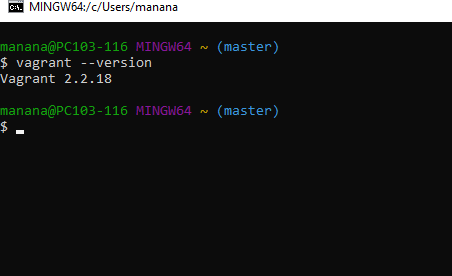 MINGW64:/c/Users/manana
manana@PC103-116 MINGW64 ~ (master)
$ vagrant --version
Vagrant 2.2.18
manana@PC103-116 MINGW64 ~ (master)
$